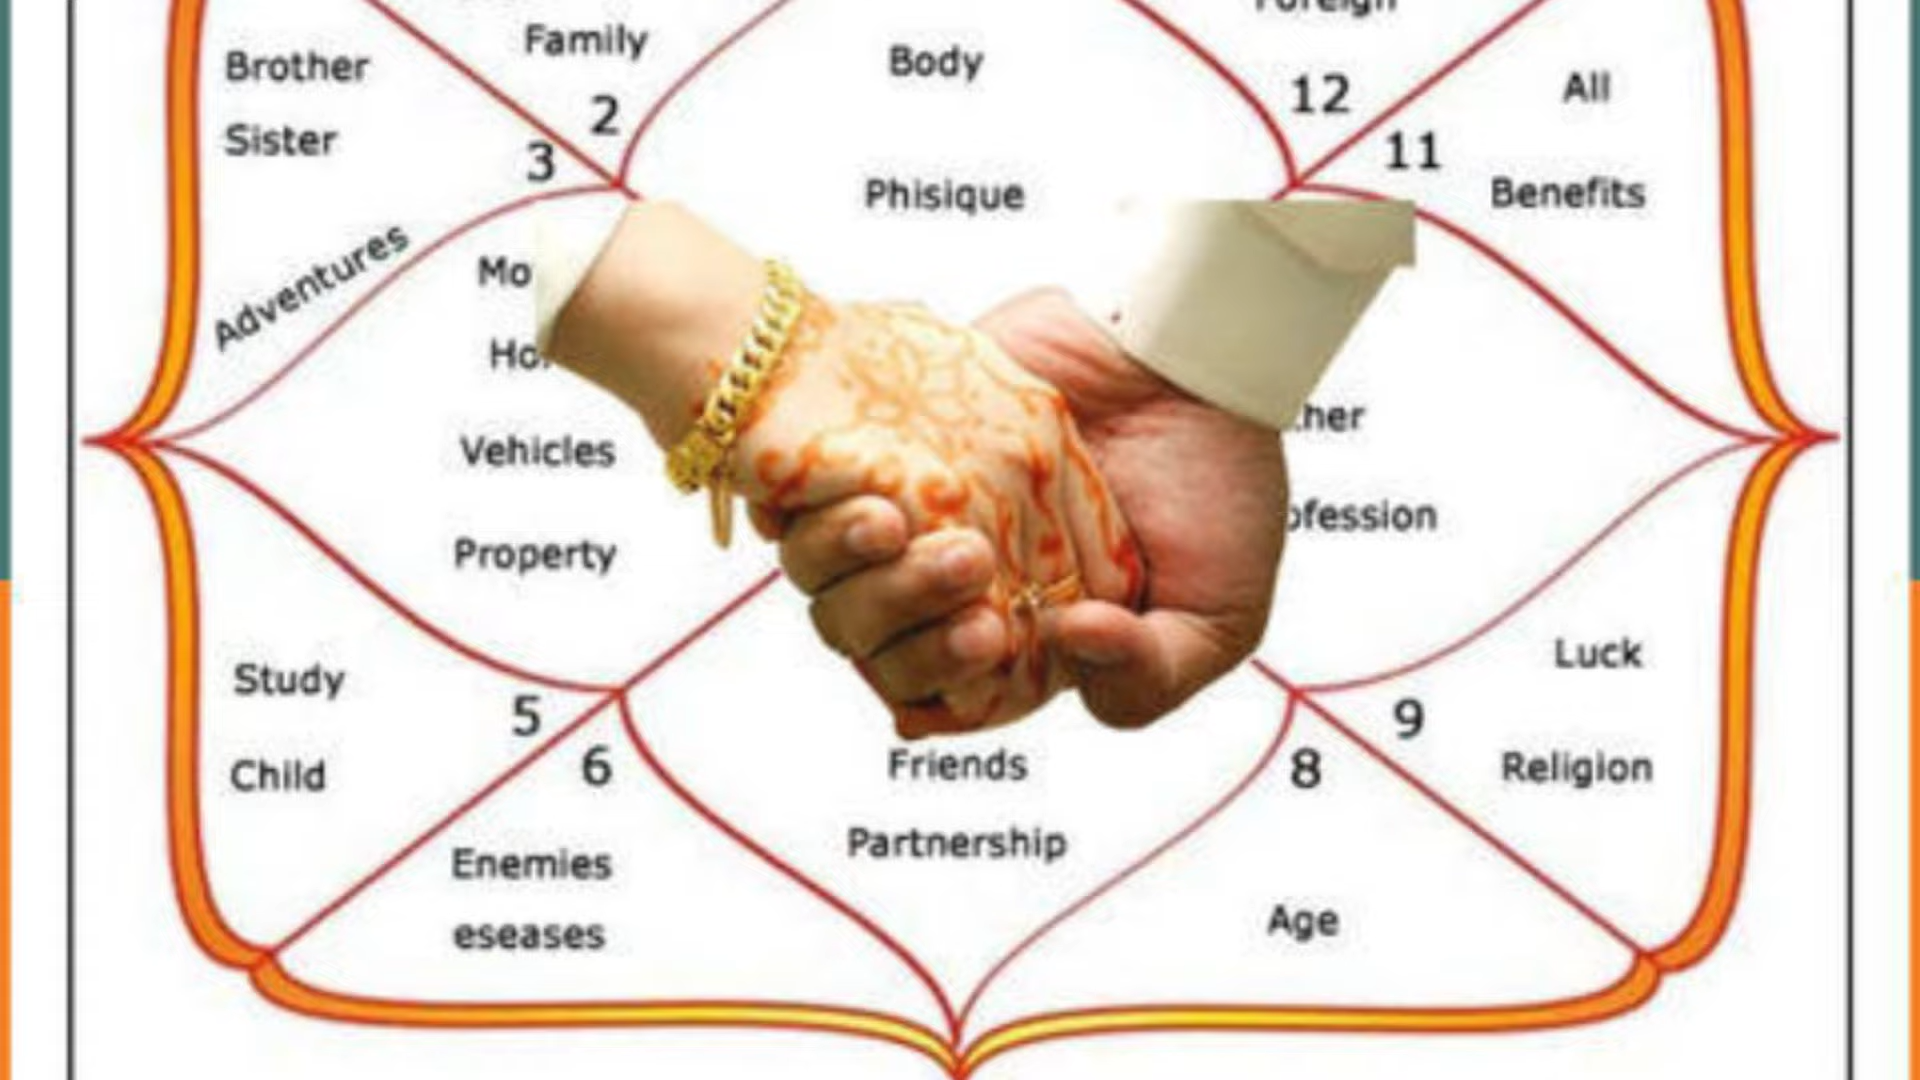 Foreign
Family
Body
Brother
All
2
12
Sister
3
11
Phisique
Benefits
Adventures
Mo
Ho
Vehicles
her
Property
ofession
Study
Luck
5
9
Child
6
Friends
8
Religion
Partnership
Enemies
Age
eseases